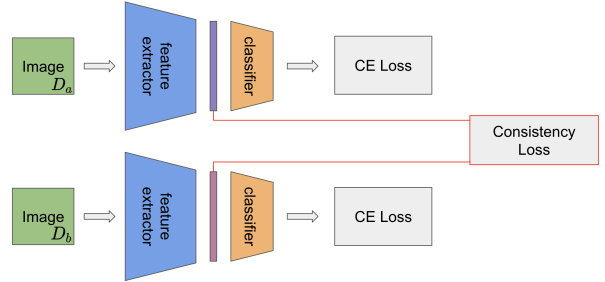 Image
D_a
feature
extractor
classifier
CE Loss
Consistency
Loss
Image
D_b
feature
extractor
classifier
CE Loss